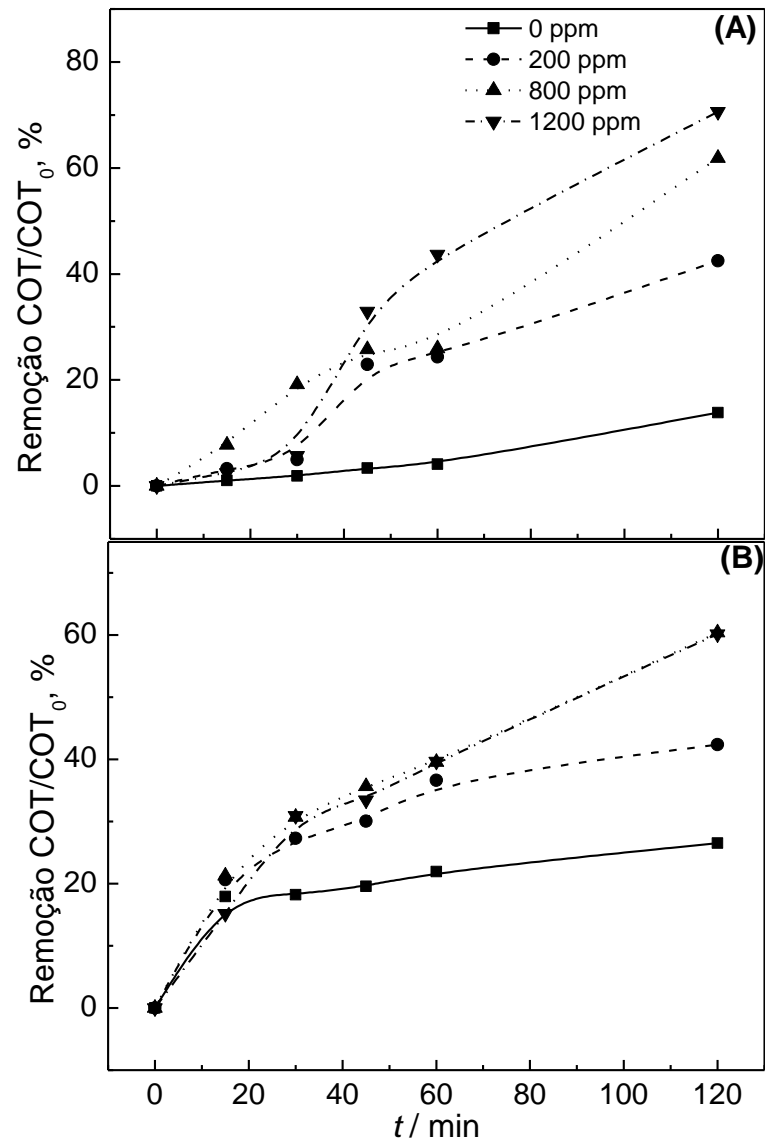 (A)
0 ppm
200 ppm
800 ppm
1200 ppm
80
60
40
20
0
Remoção COT/COT₀, %
(B)
60
40
20
0
Remoção COT/COT₀, %
0 20 40 60 80 100 120
t / min